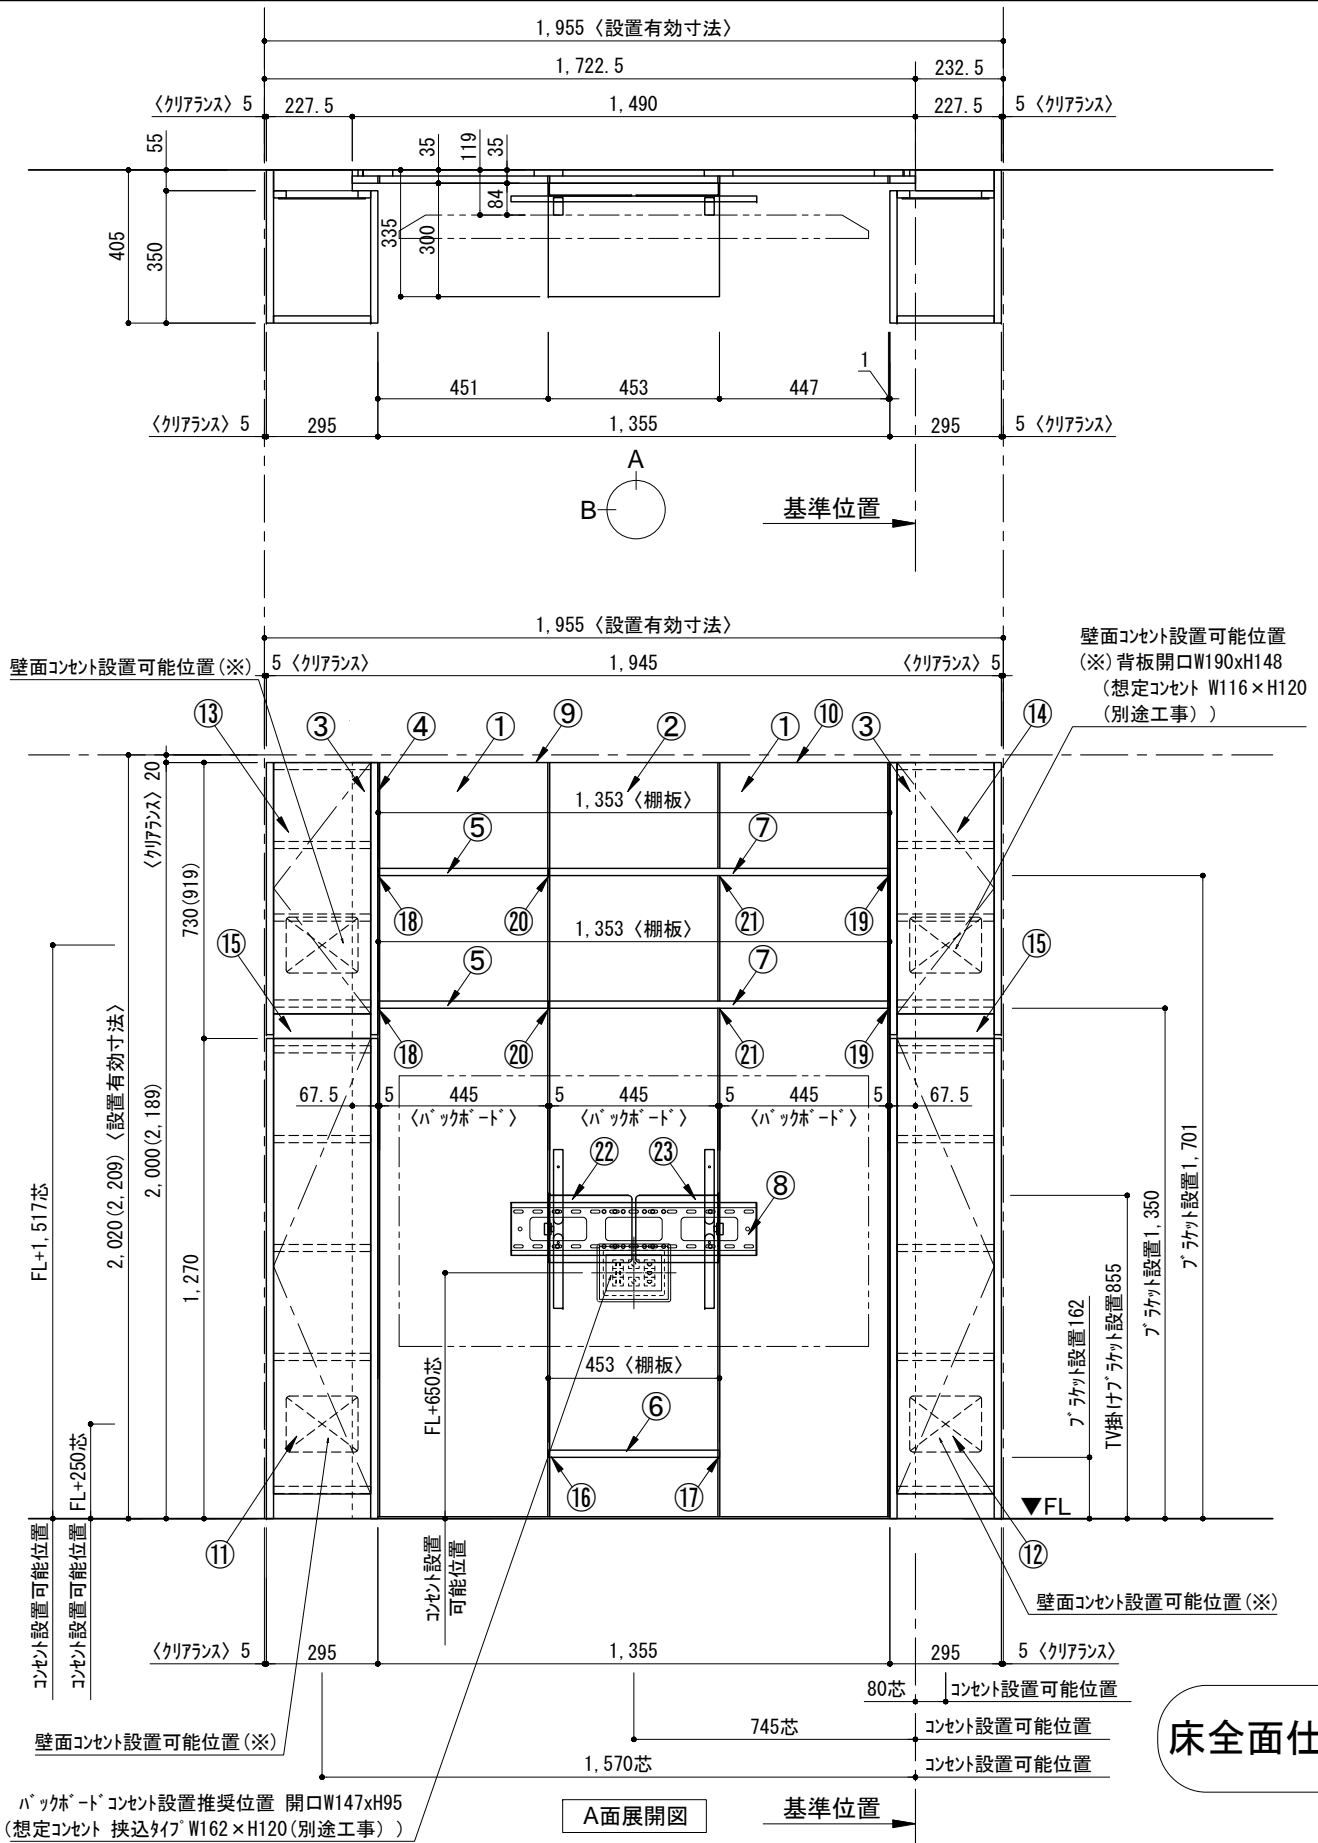 1,955〈設置有効寸法〉
1,722.5
232.5
〈クリアランス〉5
227.5
1,490
227.5
5〈クリアランス〉
55
35
119
35
84
405
350
335
300
1
451
453
447
〈クリアランス〉5
295
1,355
295
5〈クリアランス〉
A
B
基準位置
1,955〈設置有効寸法〉
壁面コンセント設置可能位置(※)
5〈クリアランス〉
1,945
〈クリアランス〉5
壁面コンセント設置可能位置
(※)背板開口W190xH148
(想定コンセント W116×H120
(別途工事))
⑬
③
④
①
⑨
②
①
⑩
③
⑭
〈クリアランス〉20
1,353〈棚板〉
⑤
⑦
730(919)
⑱
⑳
㉑
⑲
1,353〈棚板〉
⑮
⑤
⑦
⑮
⑱
⑳
㉑
⑲
67.5
5
445
5
445
5
445
5
67.5
〈バックボード〉
〈バックボード〉
〈バックボード〉
㉒
㉓
⑧
FL+1,517芯
2,020(2,209)〈設置有効寸法〉
2,000(2,189)
1,270
ブラケット設置1,701
ブラケット設置1,350
TV掛けブラケット設置855
ブラケット設置162
FL+650芯
453〈棚板〉
⑥
FL+250芯
⑯
⑰
▼FL
⑪
⑫
コンセント設置可能位置
コンセント設置可能位置
コンセント設置
可能位置
壁面コンセント設置可能位置(※)
〈クリアランス〉5
295
1,355
295
5〈クリアランス〉
80芯
コンセント設置可能位置
745芯
コンセント設置可能位置
壁面コンセント設置可能位置(※)
1,570芯
コンセント設置可能位置
床全面仕
バックボードコンセント設置推奨位置 開口W147xH95
(想定コンセント 挟込タイプW162×H120(別途工事))
A面展開図
基準位置